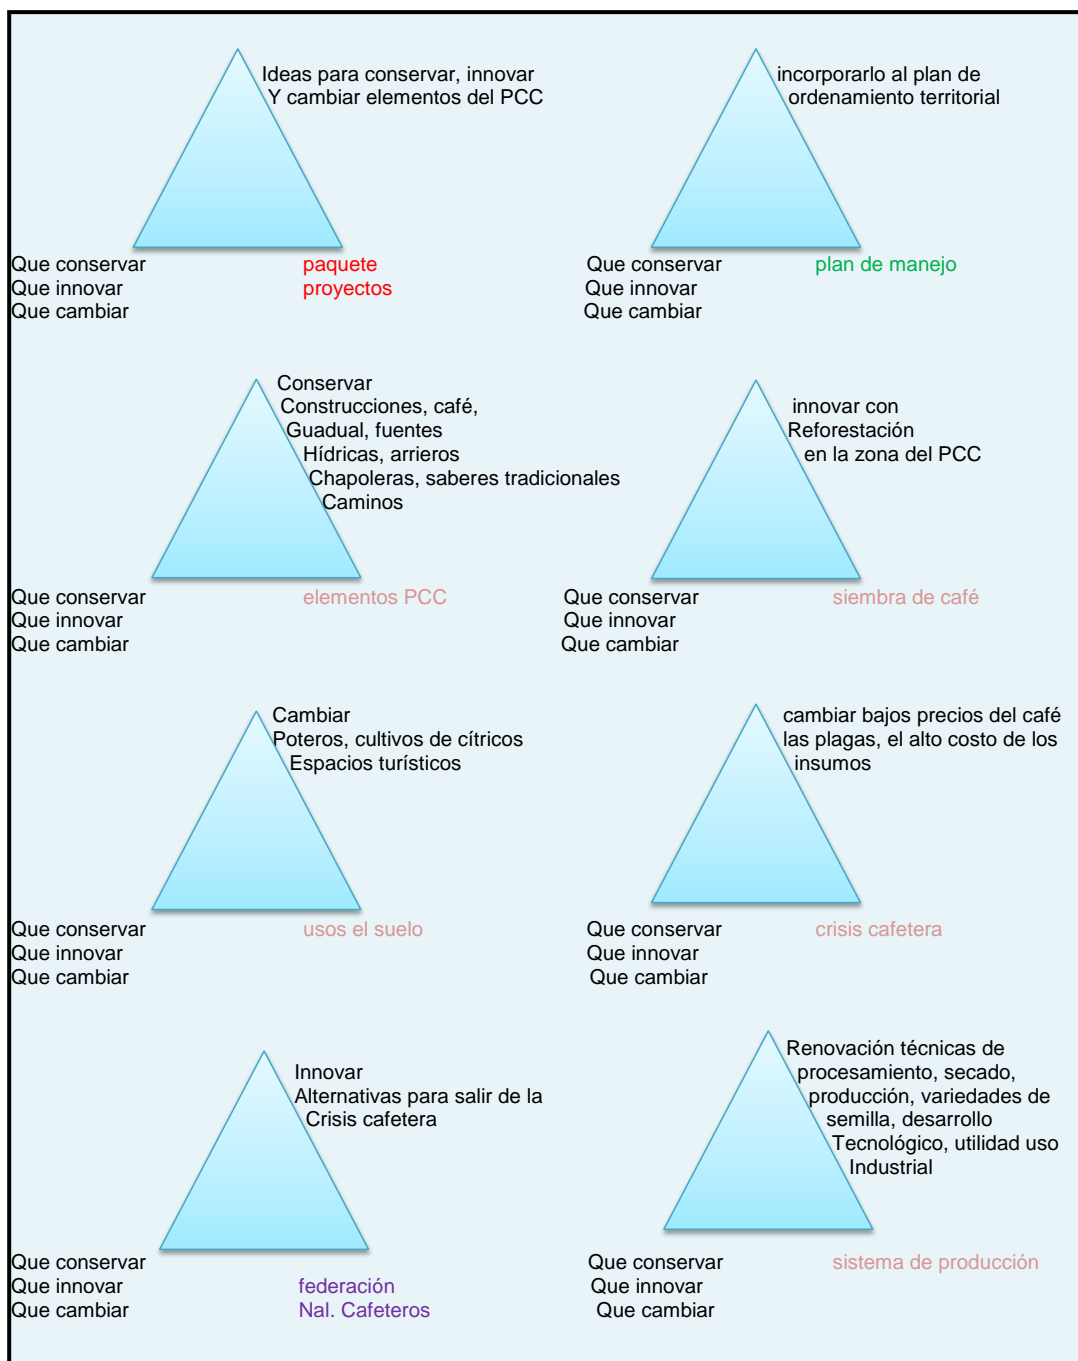 Ideas para conservar, innovar
Y cambiar elementos del PCC
Que conservar
Que innovar
Que cambiar
paquete
proyectos
incorporarlo al plan de
ordenamiento territorial
Que conservar
Que innovar
Que cambiar
plan de manejo
Conservar
Construcciones, café,
Guadual, fuentes
Hídricas, arrieros
Chapoleras, saberes tradicionales
Caminos
Que conservar
Que innovar
Que cambiar
elementos PCC
innovar con
Reforestación
en la zona del PCC
Que conservar
Que innovar
Que cambiar
siembra de café
Cambiar
Poteros, cultivos de cítricos
Espacios turísticos
Que conservar
Que innovar
Que cambiar
usos el suelo
cambiar bajos precios del café
las plagas, el alto costo de los
insumos
Que conservar
Que innovar
Que cambiar
crisis cafetera
Innovar
Alternativas para salir de la
Crisis cafetera
Que conservar
Que innovar
Que cambiar
federación
Nal. Cafeteros
Renovación técnicas de
procesamiento, secado,
producción, variedades de
semilla, desarrollo
Tecnológico, utilidad uso
Industrial
Que conservar
Que innovar
Que cambiar
sistema de producción